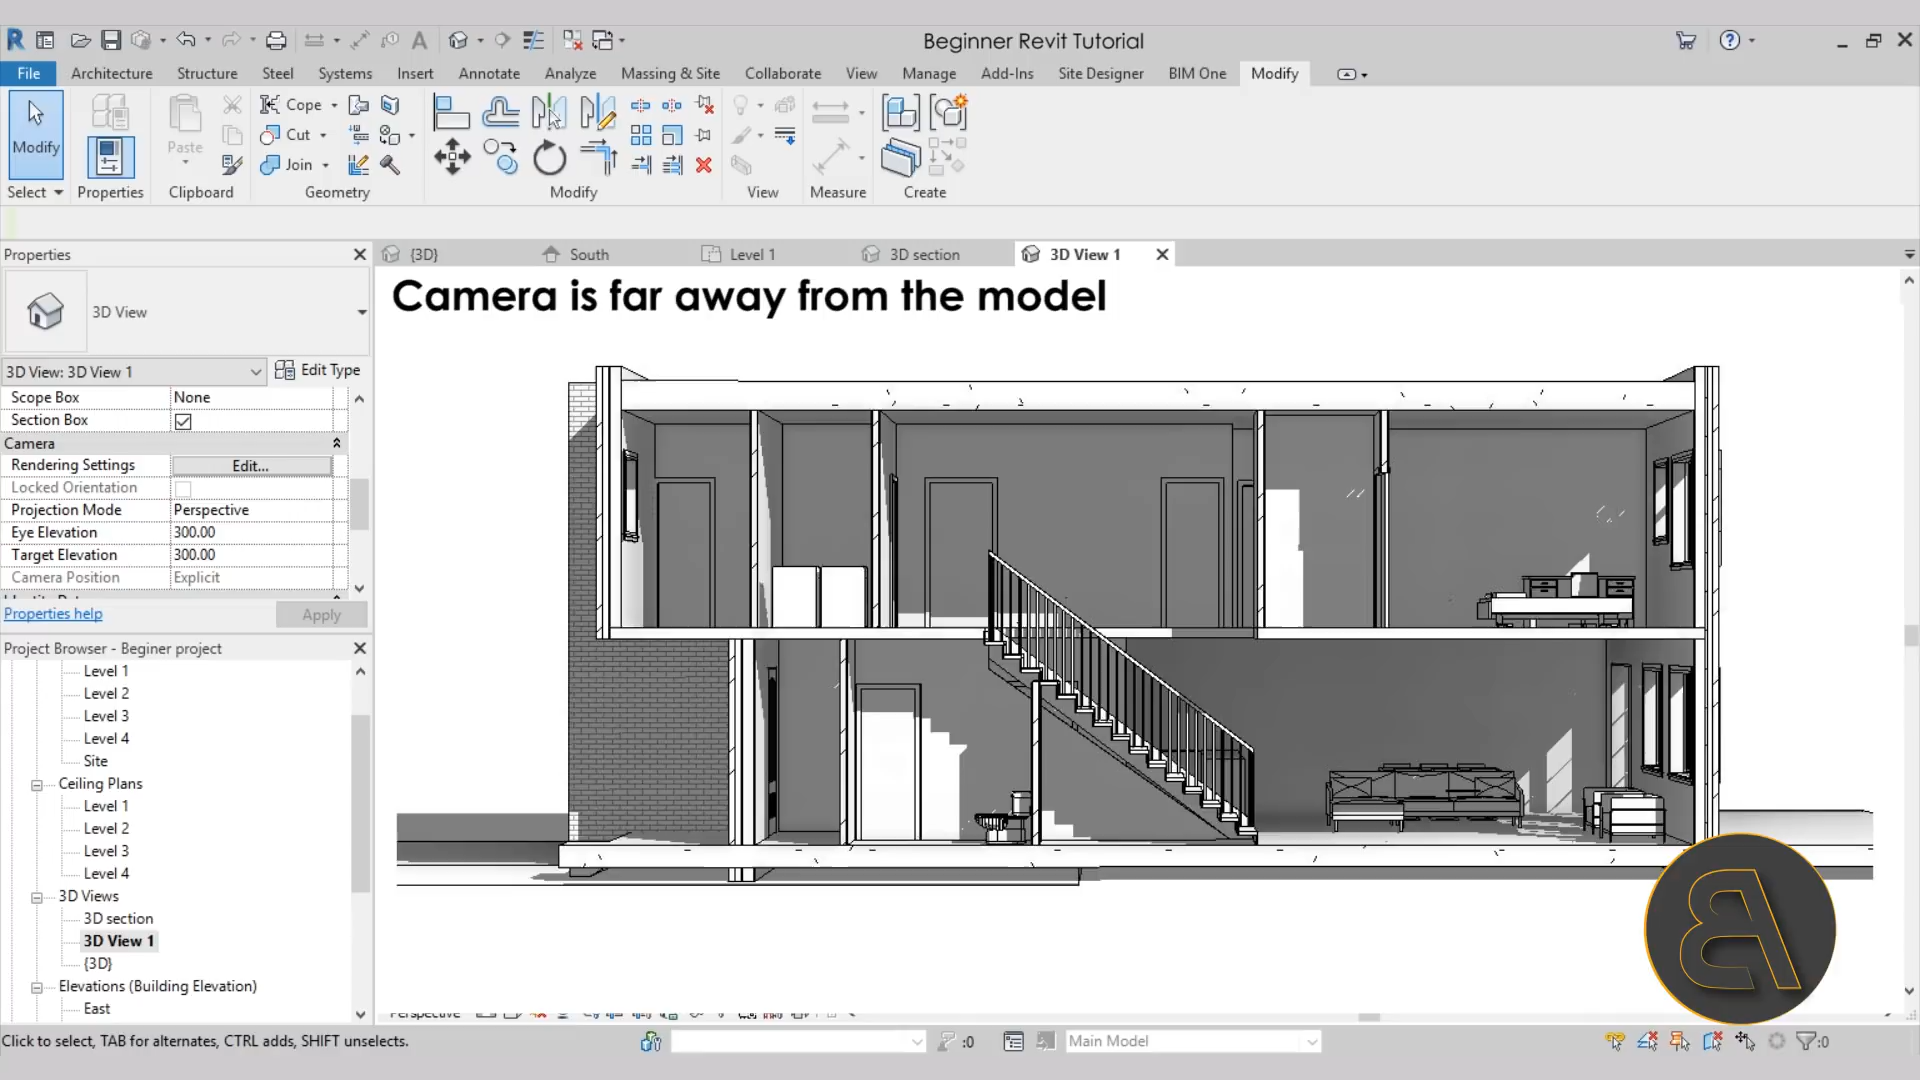 Beginner Revit Tutorial
File Architecture Structure Steel Systems Insert Annotate Analyze Massing & Site Collaborate View Manage Add-Ins Site Designer BIM One Modify
Cope
Cut
Join
Modify
Paste
Select Properties Clipboard Geometry Modify View Measure Create
Properties
{3D} South Level 1 3D section 3D View 1
Camera is far away from the model
3D View
3D View: 3D View 1 Edit Type
Scope Box None
Section Box
Camera
Rendering Settings Edit...
Locked Orientation
Projection Mode Perspective
Eye Elevation 300.00
Target Elevation 300.00
Camera Position Explicit
Properties help Apply
Project Browser - Beginer project
Level 1
Level 2
Level 3
Level 4
Site
Ceiling Plans
Level 1
Level 2
Level 3
Level 4
3D Views
3D section
3D View 1
{3D}
Elevations (Building Elevation)
East
Perspective
Click to select, TAB for alternates, CTRL adds, SHIFT unselects. :0 Main Model :0